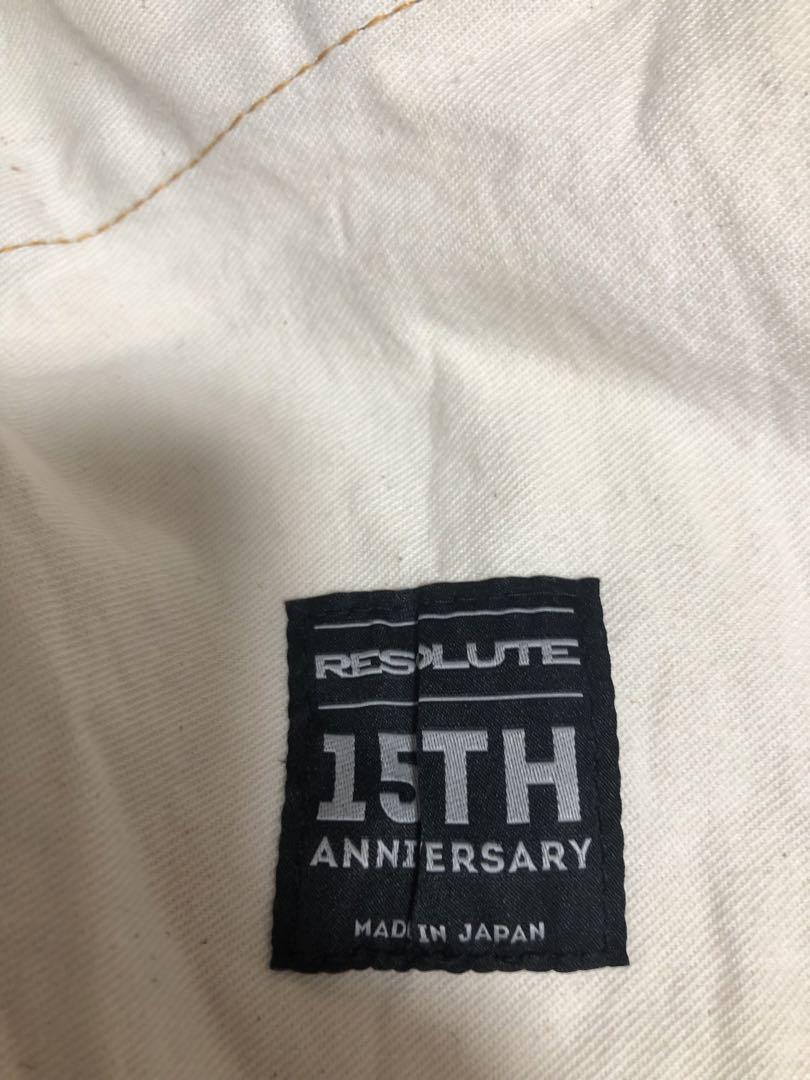 RESOLUTE
15TH
ANNIVERSARY
MADE IN JAPAN